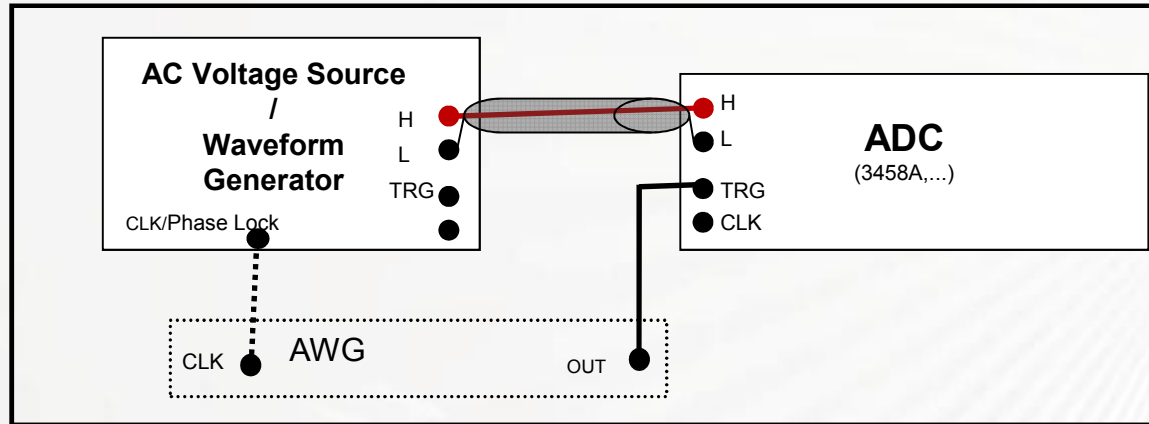 AC Voltage Source
/
Waveform
Generator
H
L
TRG
CLK/Phase Lock
H
L
TRG
CLK
ADC
(3458A,...)
CLK
AWG
OUT